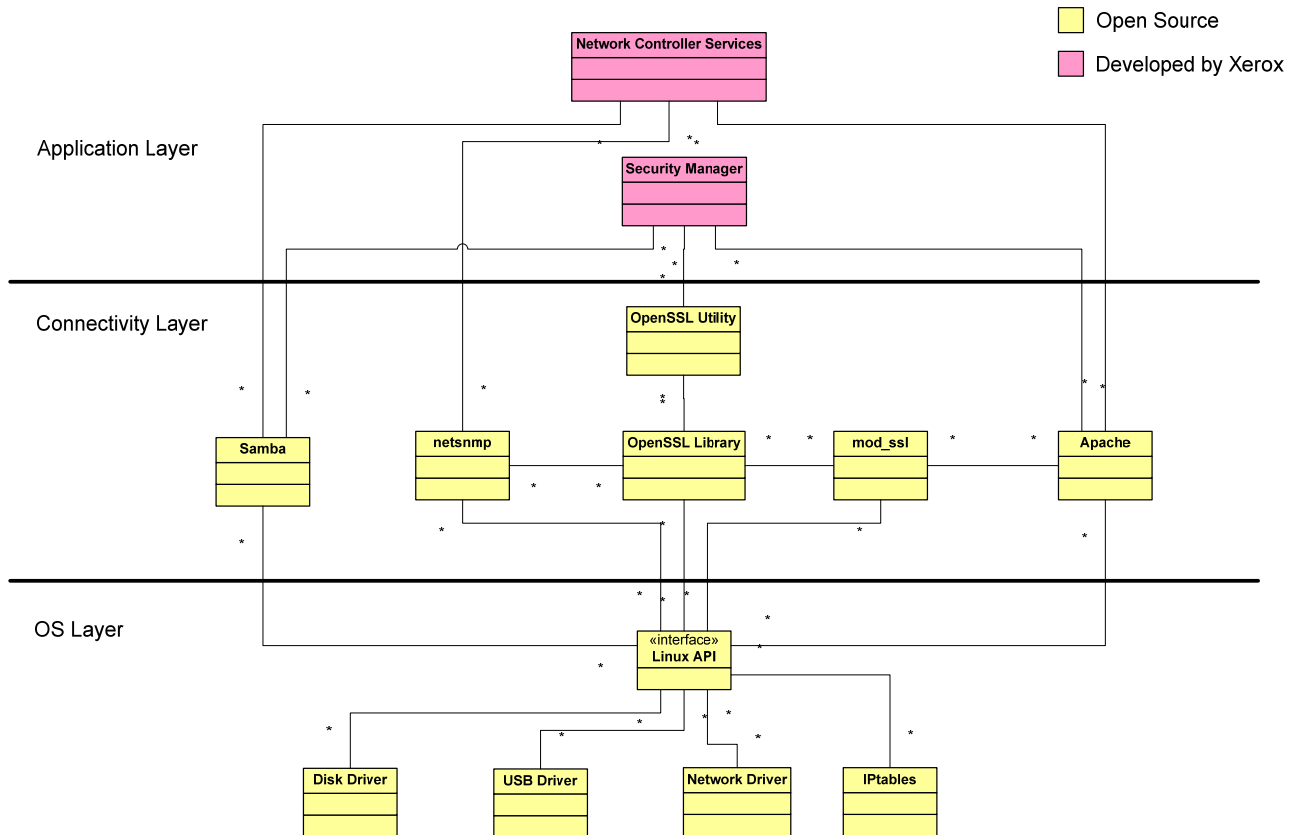 Open Source
Network Controller Services
Developed by Xerox
Application Layer
* * *
Security Manager
*
* *
*
Connectivity Layer
OpenSSL Utility
* * * *
* *
*
*
Samba
netsnmp
OpenSSL Library
* *
mod_ssl
* *
Apache
* *
*
* * *
*
* * *
*
OS Layer
*
«interface»
Linux API
*
*
* * * *
* * *
*
Disk Driver
USB Driver
Network Driver
IPtables